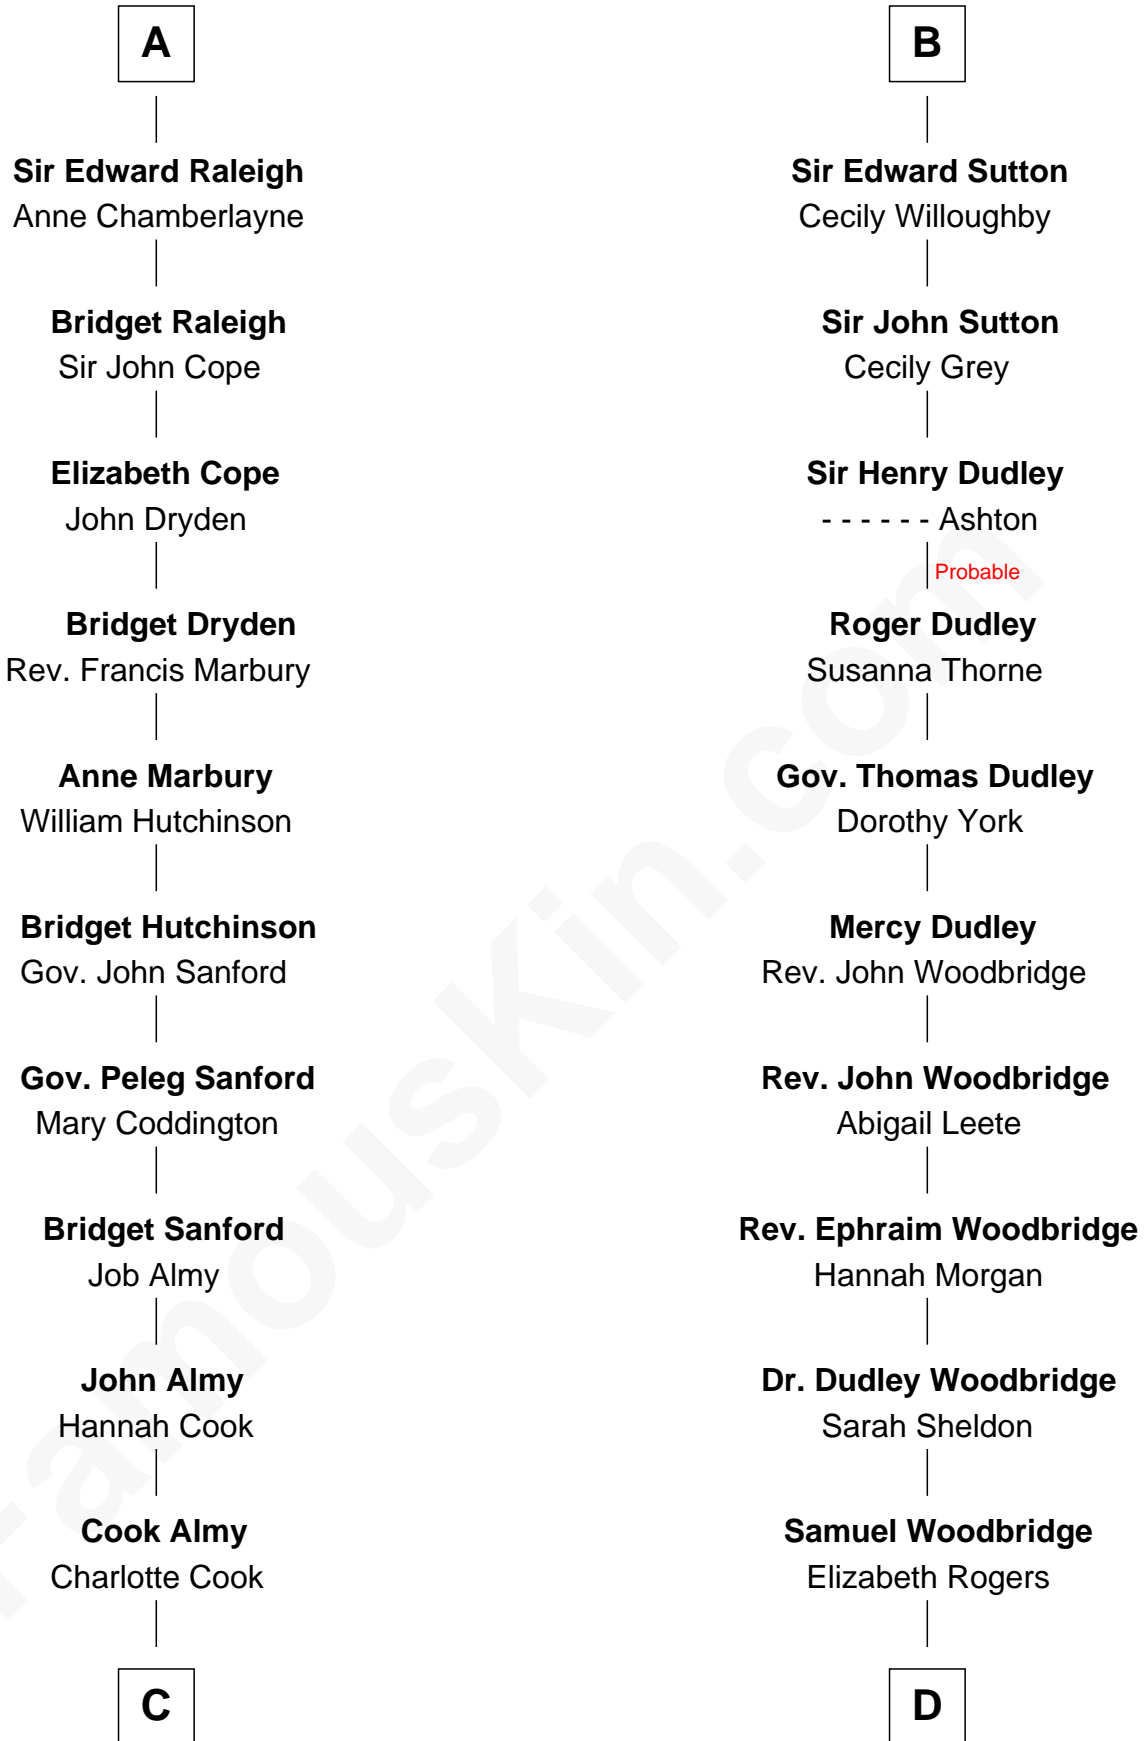 A
Sir Edward Raleigh
Anne Chamberlayne
Bridget Raleigh
Sir John Cope
Elizabeth Cope
John Dryden
Bridget Dryden
Rev. Francis Marbury
Anne Marbury
William Hutchinson
Bridget Hutchinson
Gov. John Sanford
Gov. Peleg Sanford
Mary Coddington
Bridget Sanford
Job Almy
John Almy
Hannah Cook
Cook Almy
Charlotte Cook
C
B
Sir Edward Sutton
Cecily Willoughby
Sir John Sutton
Cecily Grey
Sir Henry Dudley
- - - - - - Ashton
Probable
Roger Dudley
Susanna Thorne
Gov. Thomas Dudley
Dorothy York
Mercy Dudley
Rev. John Woodbridge
Rev. John Woodbridge
Abigail Leete
Rev. Ephraim Woodbridge
Hannah Morgan
Dr. Dudley Woodbridge
Sarah Sheldon
Samuel Woodbridge
Elizabeth Rogers
D
FamousKin.com